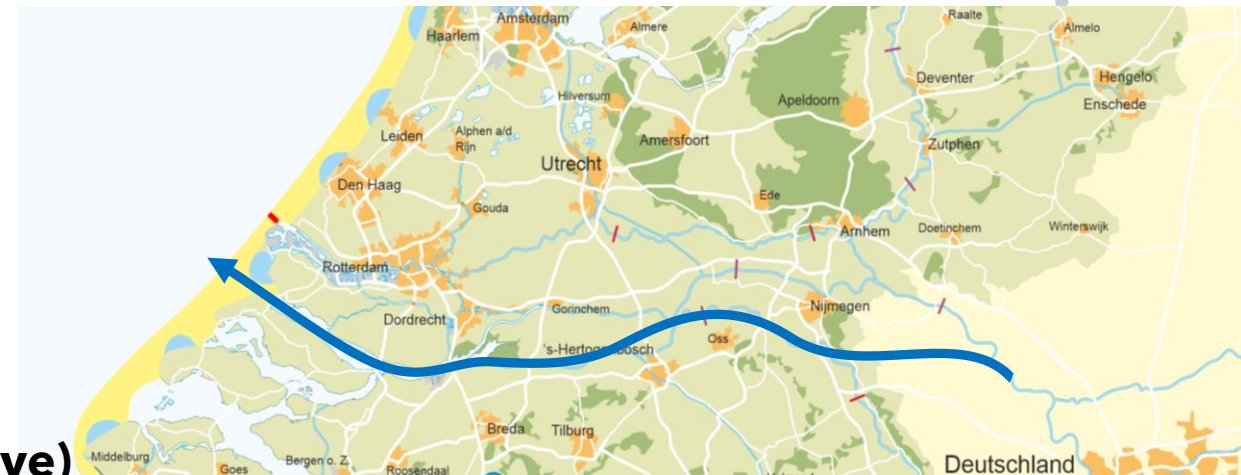 Amsterdam
Raalte
Haarlem
Almere
Almelo
Deventer
Hengelo
Hilversum
Apeldoorn
Enschede
Leiden
Alphen a/d
Rijn
Amersfoort
Zutphen
Utrecht
Den Haag
Ede
Gouda
Arnhem
Doetinchem
Winterswijk
Rotterdam
Nijmegen
Gorinchem
Dordrecht
Oss
's-Hertogenbosch
Breda
Tilburg
ve)
Middelburg
Goes
Bergen o. Z.
Roosendaal
Deutschland